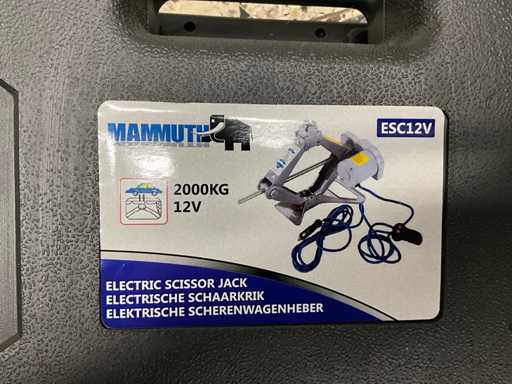 MAMMUTH
ESC12V
2000KG
12V
ELECTRIC SCISSOR JACK
ELECTRISCHE SCHAARKRIK
ELEKTRISCHE SCHERENWAGENHEBER